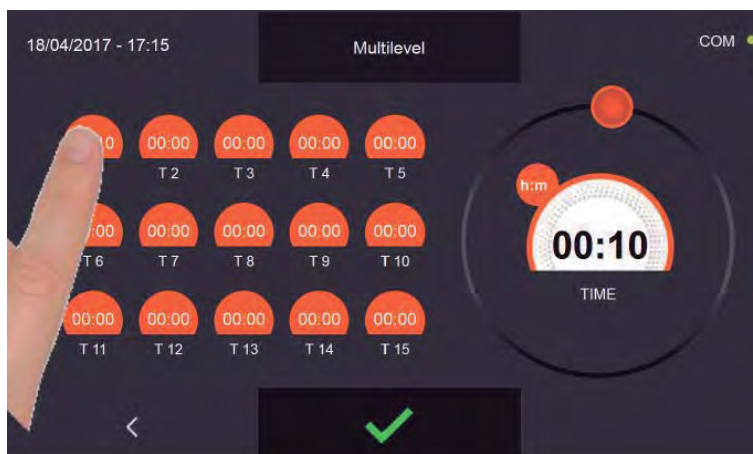 18/04/2017 - 17:15
Multilevel
COM
10 00:00 00:00 00:00 00:00
T 2 T 3 T 4 T 5
h:m
00:10
TIME
:00 00:00 00:00 00:00 00:00
T 6 T 7 T 8 T 9 T 10
00:00 00:00 00:00 00:00 00:00
T 11 T 12 T 13 T 14 T 15